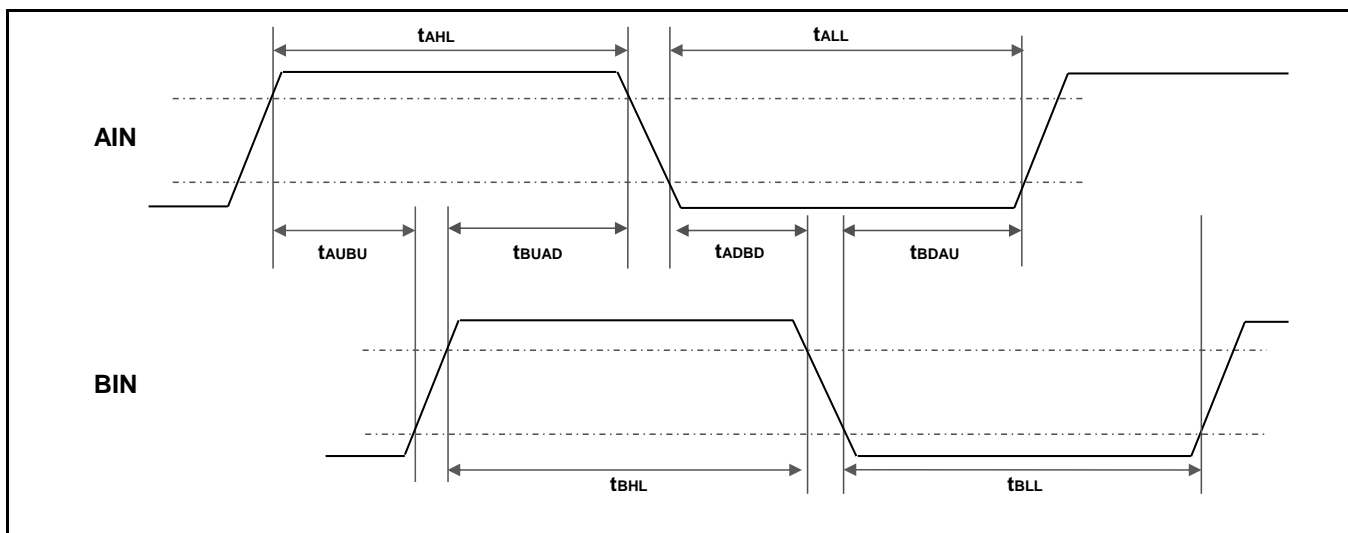 tAHL
tALL
AIN
tAUBU
tBUAD
tADBD
tBDAU
BIN
tBHL
tBLL